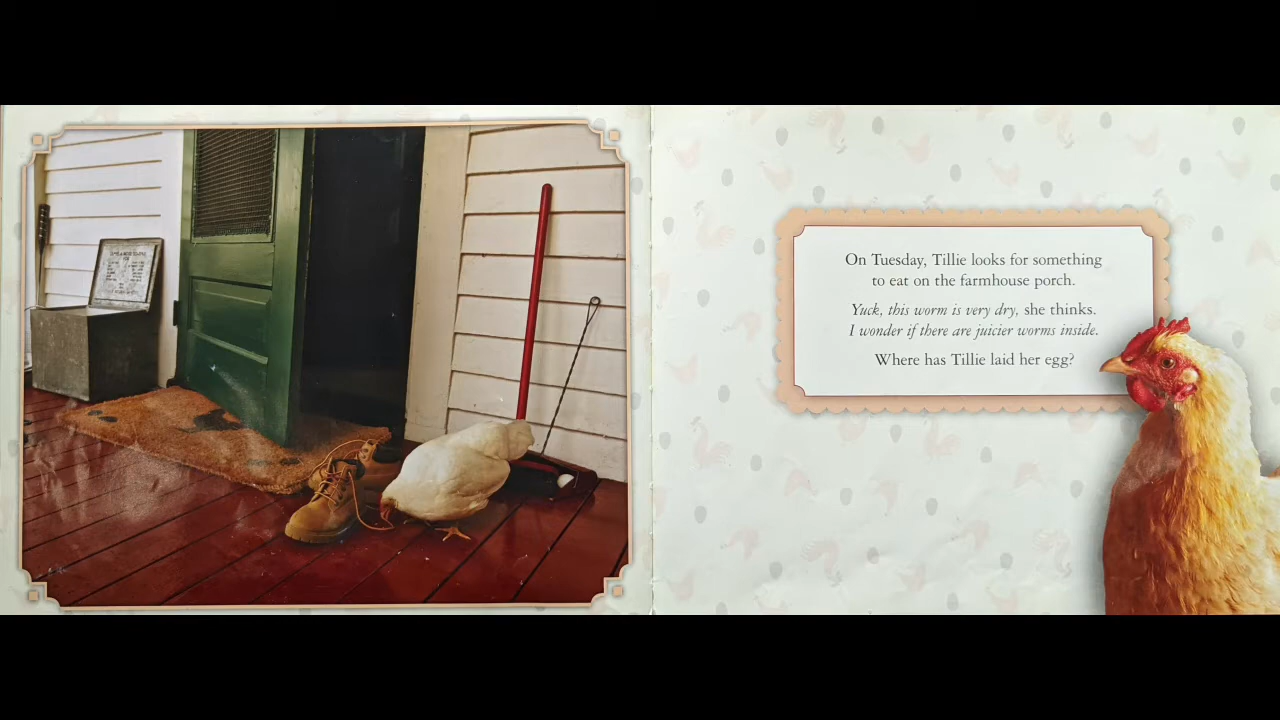 On Tuesday, Tillie looks for something
to eat on the farmhouse porch.
Yuck, this worm is very dry, she thinks.
I wonder if there are juicier worms inside.
Where has Tillie laid her egg?